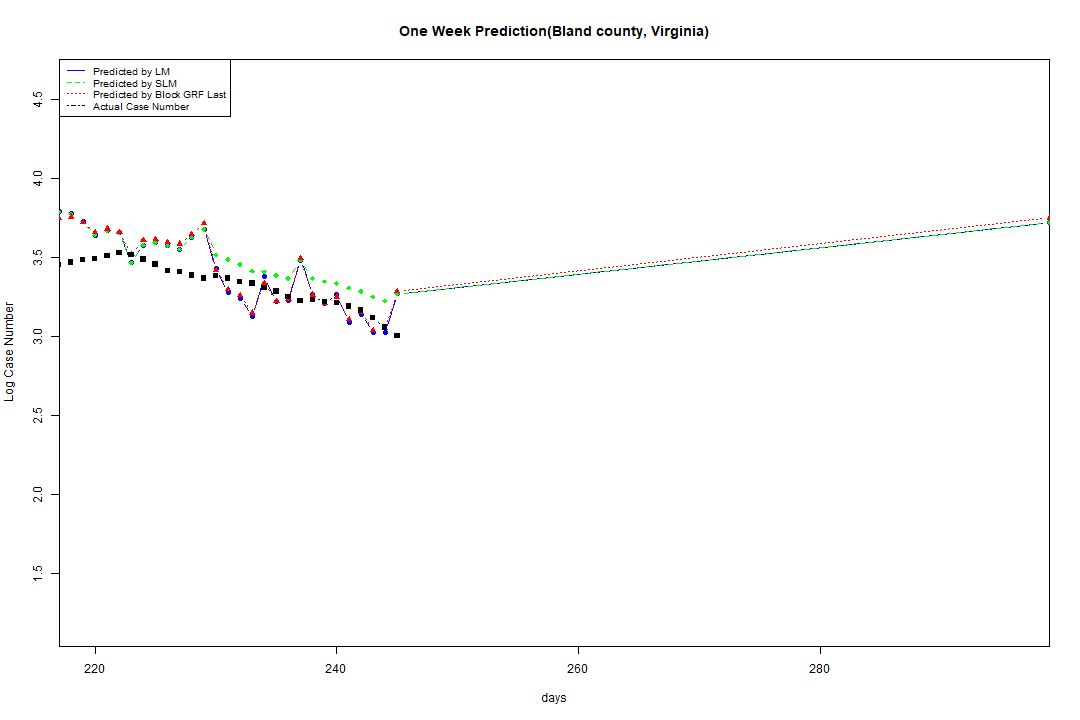 One Week Prediction(Bland county, Virginia)
Predicted by LM
Predicted by SLM
Predicted by Block GRF Last
Actual Case Number
4.5
4.0
3.5
3.0
2.5
2.0
1.5
Log Case Number
220
240
260
280
days